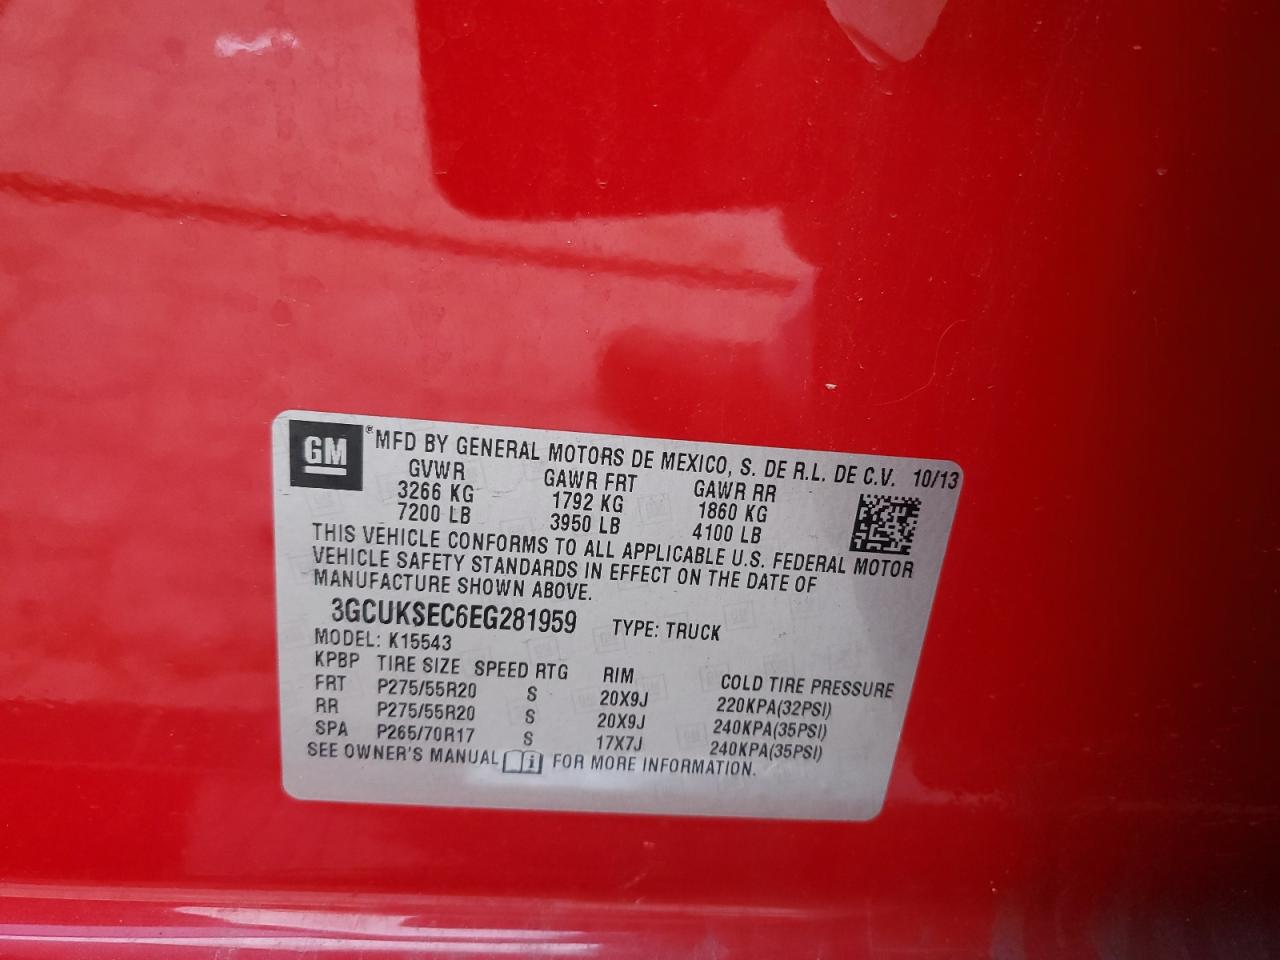 GM ® MFD BY GENERAL MOTORS DE MEXICO, S. DE R.L. DE C.V. 10/13
GVWR GAWR FRT GAWR RR
3266 KG 1792 KG 1860 KG
7200 LB 3950 LB 4100 LB
THIS VEHICLE CONFORMS TO ALL APPLICABLE U.S. FEDERAL MOTOR
VEHICLE SAFETY STANDARDS IN EFFECT ON THE DATE OF
MANUFACTURE SHOWN ABOVE.
3GCUKSEC6EG281959 TYPE: TRUCK
MODEL: K15543
KPBP TIRE SIZE SPEED RTG RIM COLD TIRE PRESSURE
FRT P275/55R20 S 20X9J 220KPA(32PSI)
RR P275/55R20 S 20X9J 240KPA(35PSI)
SPA P265/70R17 S 17X7J 240KPA(35PSI)
SEE OWNER'S MANUAL i FOR MORE INFORMATION.